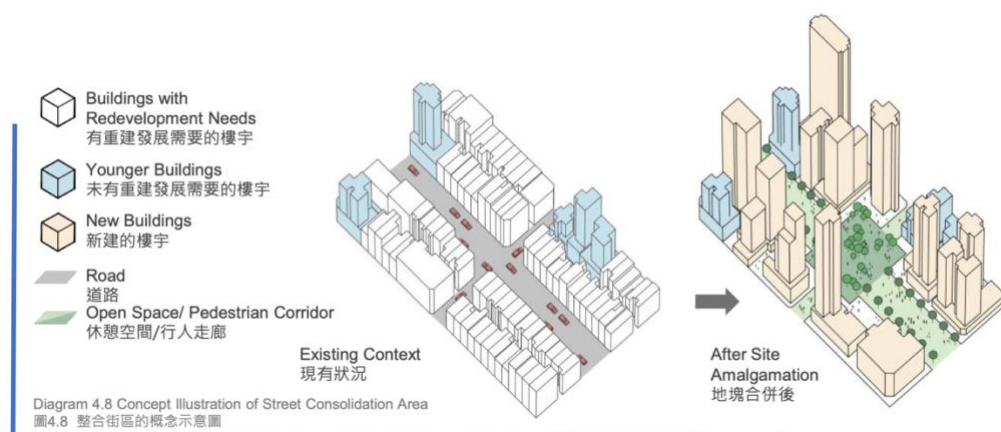 Buildings with
Redevelopment Needs
有重建發展需要的樓宇
Younger Buildings
未有重建發展需要的樓宇
New Buildings
新建的樓宇
Road
道路
Open Space/ Pedestrian Corridor
休憩空間/行人走廊
Existing Context
現有狀況
After Site
Amalgamation
地塊合併後
Diagram 4.8 Concept Illustration of Street Consolidation Area
圖4.8 整合街區的概念示意圖